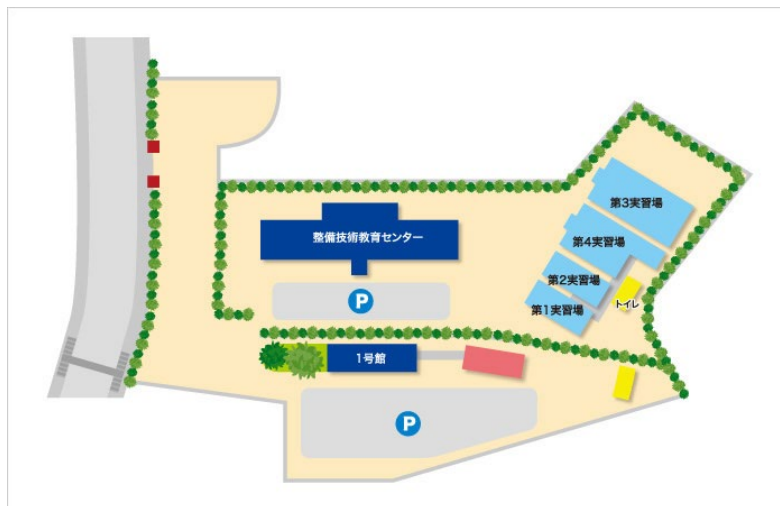 第3実習場
整備技術教育センター
第4実習場
第2実習場
P
トイレ
第1実習場
1号館
P